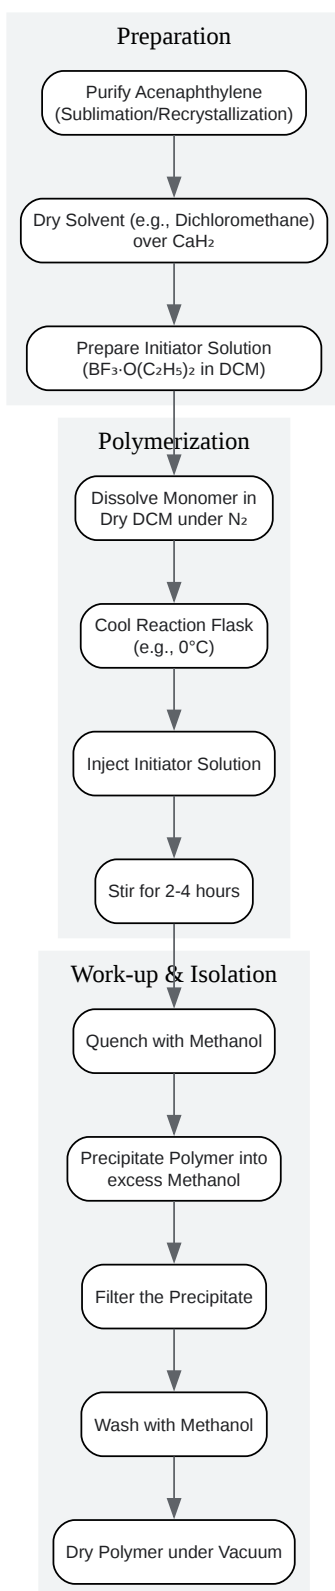 Preparation
Purify Acenaphthylene
(Sublimation/Recrystallization)
Dry Solvent (e.g., Dichloromethane)
over CaH₂
Prepare Initiator Solution
(BF₃·O(C₂H₅)₂ in DCM)
Polymerization
Dissolve Monomer in
Dry DCM under N₂
Cool Reaction Flask
(e.g., 0°C)
Inject Initiator Solution
Stir for 2-4 hours
Work-up & Isolation
Quench with Methanol
Precipitate Polymer into
excess Methanol
Filter the Precipitate
Wash with Methanol
Dry Polymer under Vacuum